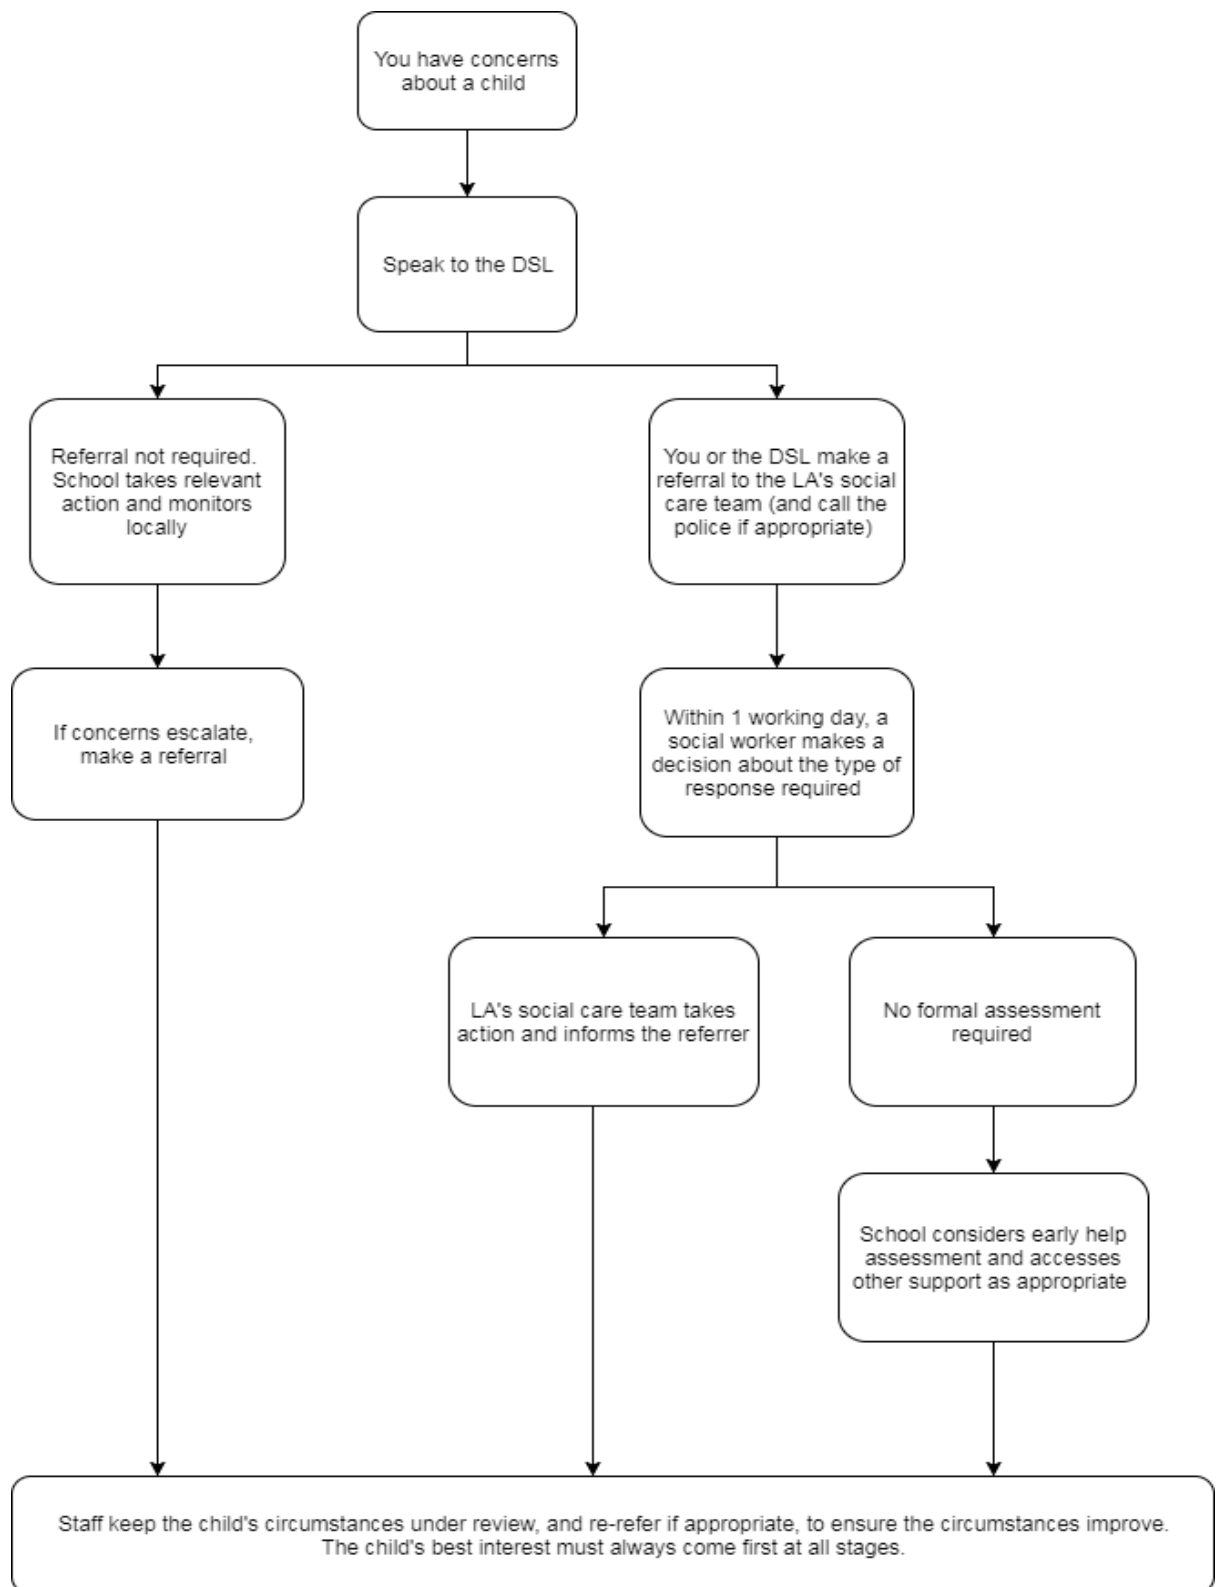 You have concerns
about a child
Speak to the DSL
Referral not required.
School takes relevant
action and monitors
locally
You or the DSL make a
referral to the LA's social
care team (and call the
police if appropriate)
If concerns escalate,
make a referral
Within 1 working day, a
social worker makes a
decision about the type of
response required
LA's social care team takes
action and informs the referrer
No formal assessment
required
School considers early help
assessment and accesses
other support as appropriate
Staff keep the child's circumstances under review, and re-refer if appropriate, to ensure the circumstances improve.
The child's best interest must always come first at all stages.